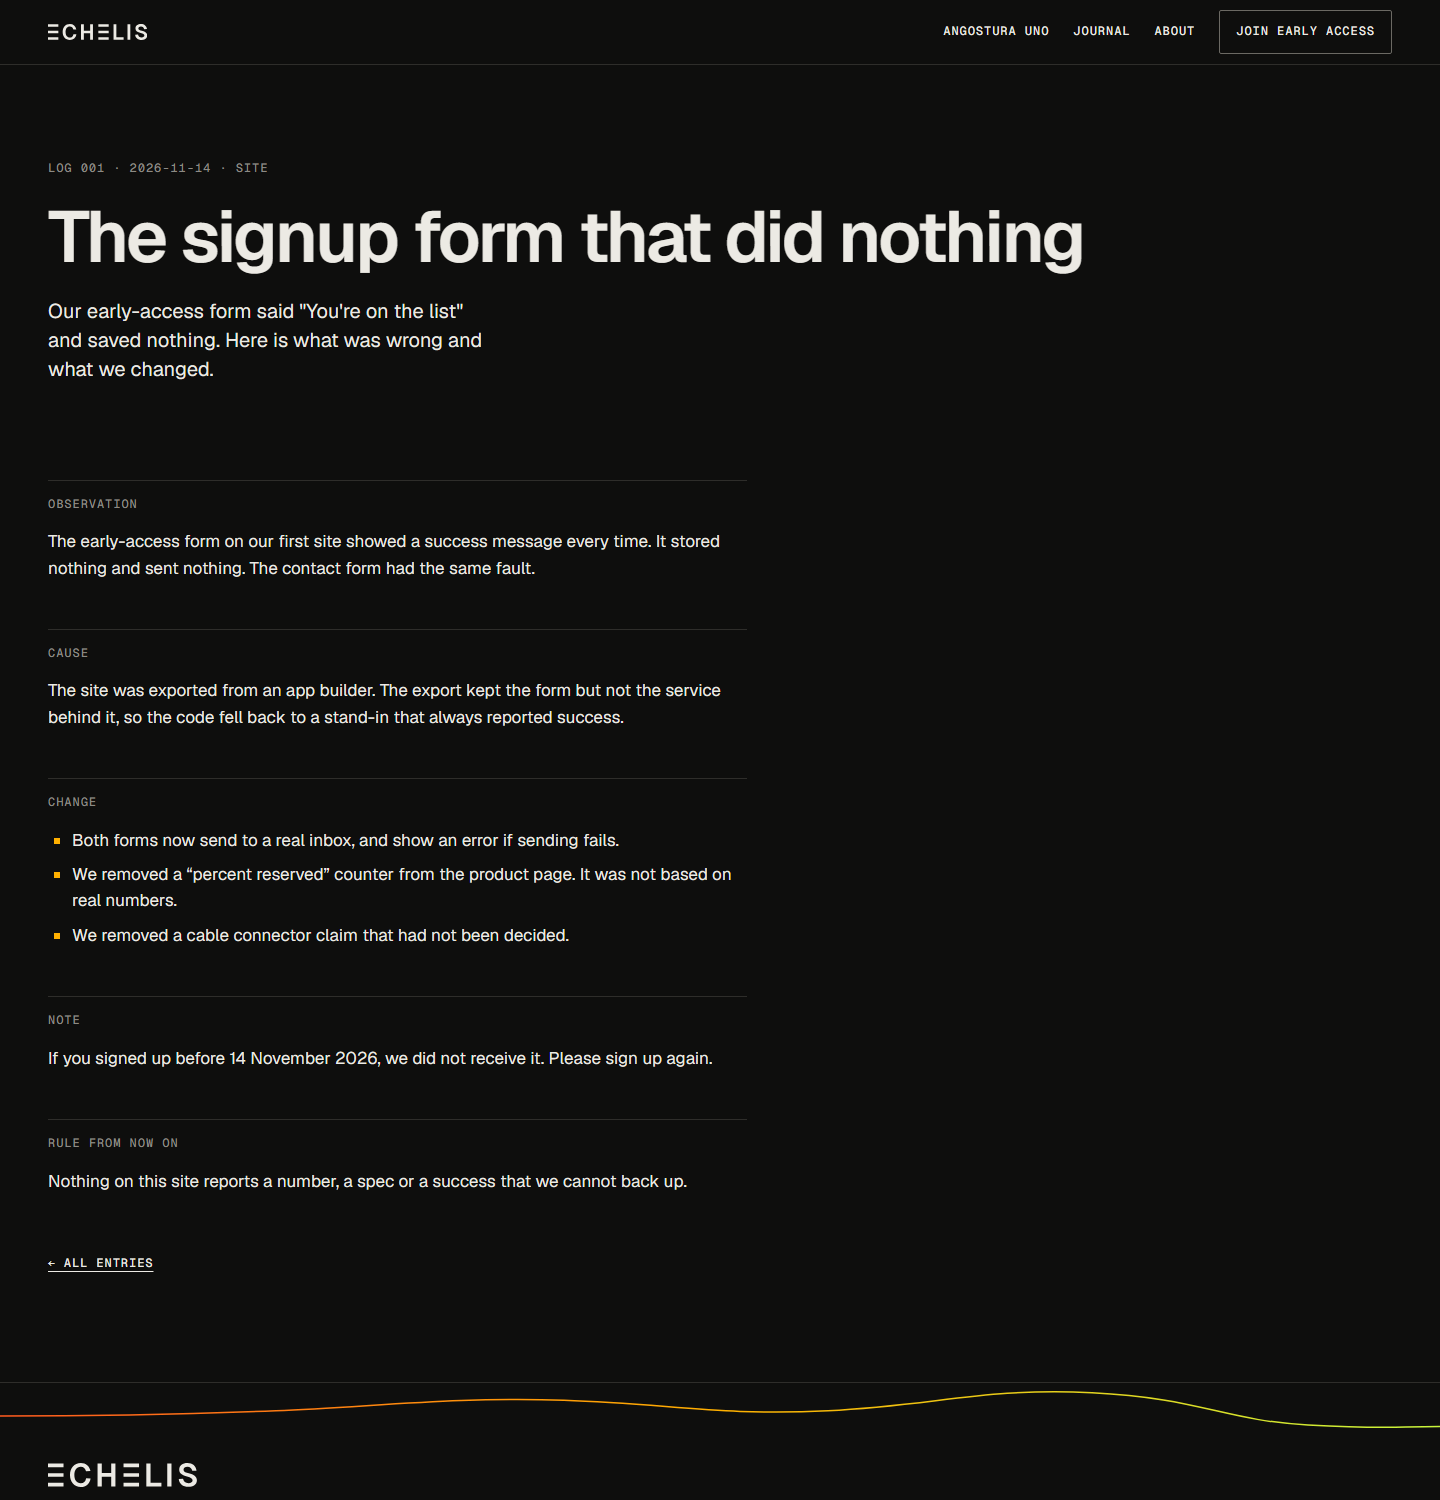 ECHELIS
ANGOSTURA UNO
JOURNAL
ABOUT
JOIN EARLY ACCESS
LOG 001 · 2026-11-14 · SITE
The signup form that did nothing
Our early-access form said "You're on the list"
and saved nothing. Here is what was wrong and
what we changed.
OBSERVATION
The early-access form on our first site showed a success message every time. It stored
nothing and sent nothing. The contact form had the same fault.
CAUSE
The site was exported from an app builder. The export kept the form but not the service
behind it, so the code fell back to a stand-in that always reported success.
CHANGE
Both forms now send to a real inbox, and show an error if sending fails.
We removed a “percent reserved” counter from the product page. It was not based on
real numbers.
We removed a cable connector claim that had not been decided.
NOTE
If you signed up before 14 November 2026, we did not receive it. Please sign up again.
RULE FROM NOW ON
Nothing on this site reports a number, a spec or a success that we cannot back up.
← ALL ENTRIES
ECHELIS